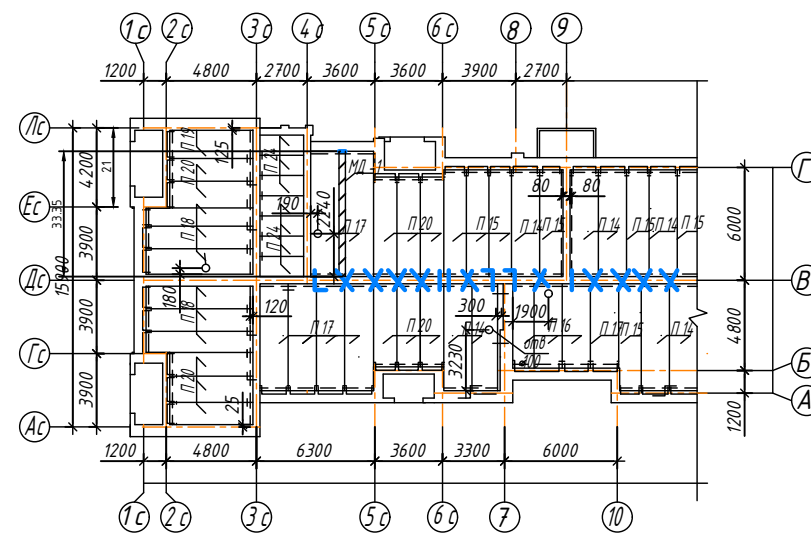 1с 2с 3с 4с 5с 6с 8 9
1200 4800 2700 3600 3600 3900 2700
Лс
П 19
125
П 24
МД -1
Г
4200
21
П 20
190
2240
80 80
Ес
33.35
П 18
П 24
П 17
П 20
П 15
П 14
П 15
П 14
П 15
П 14
П 15
6000
3900
15900
Дс
180
В
П 18
120
300
1900
3900
П 17
П 20
П 14
П 16
П 15
П 14
4800
отв
100
3230
Гс
П 20
Б
3900
25
А
1200
Ас
1200 4800 6300 3600 3300 6000
1с 2с 3с 5с 6с 7 10